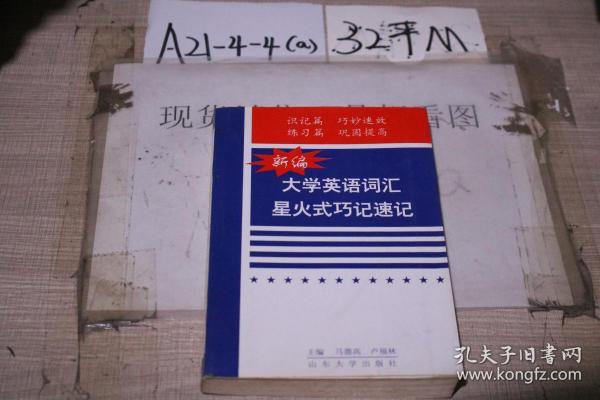 A21-4-4(a) 32平M
现货
看图
识记篇 巧妙速效
练习篇 巩固提高
新编
大学英语词汇
星火式巧记速记
主编 马德高 卢福林
山东大学出版社
孔夫子旧书网
www.kongfz.com